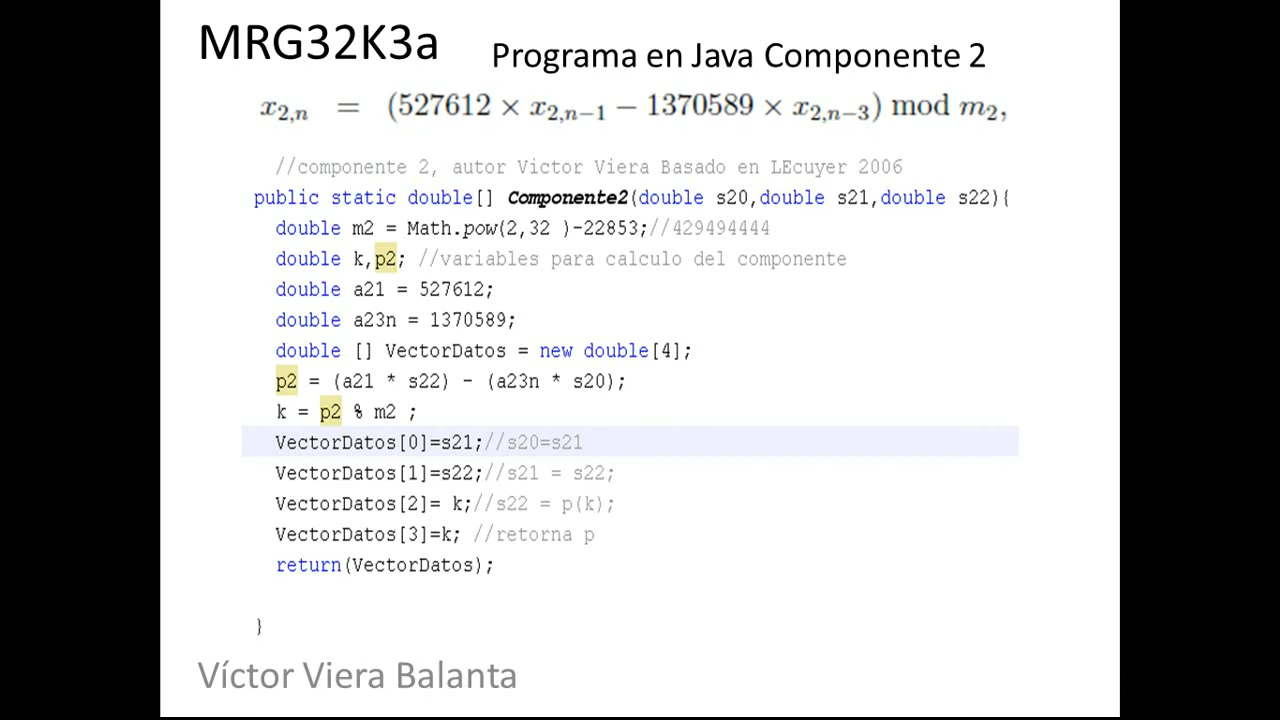 MRG32K3a
Programa en Java Componente 2
x2,n = (527612 × x2,n−1 − 1370589 × x2,n−3) mod m2,
//componente 2, autor Victor Viera Basado en LEcuyer 2006
public static double[] Componente2(double s20,double s21,double s22){
double m2 = Math.pow(2,32 )-22853;//429494444
double k,p2; //variables para calculo del componente
double a21 = 527612;
double a23n = 1370589;
double [] VectorDatos = new double[4];
p2 = (a21 * s22) - (a23n * s20);
k = p2 % m2 ;
VectorDatos[0]=s21;//s20=s21
VectorDatos[1]=s22;//s21 = s22;
VectorDatos[2]= k;//s22 = p(k);
VectorDatos[3]=k; //retorna p
return(VectorDatos);
}
Víctor Viera Balanta